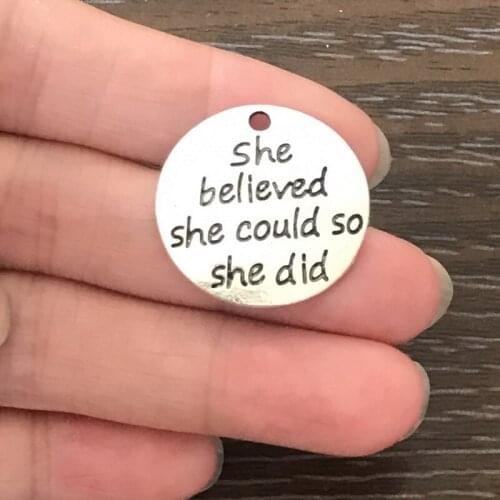 she
believed
she could so
she did